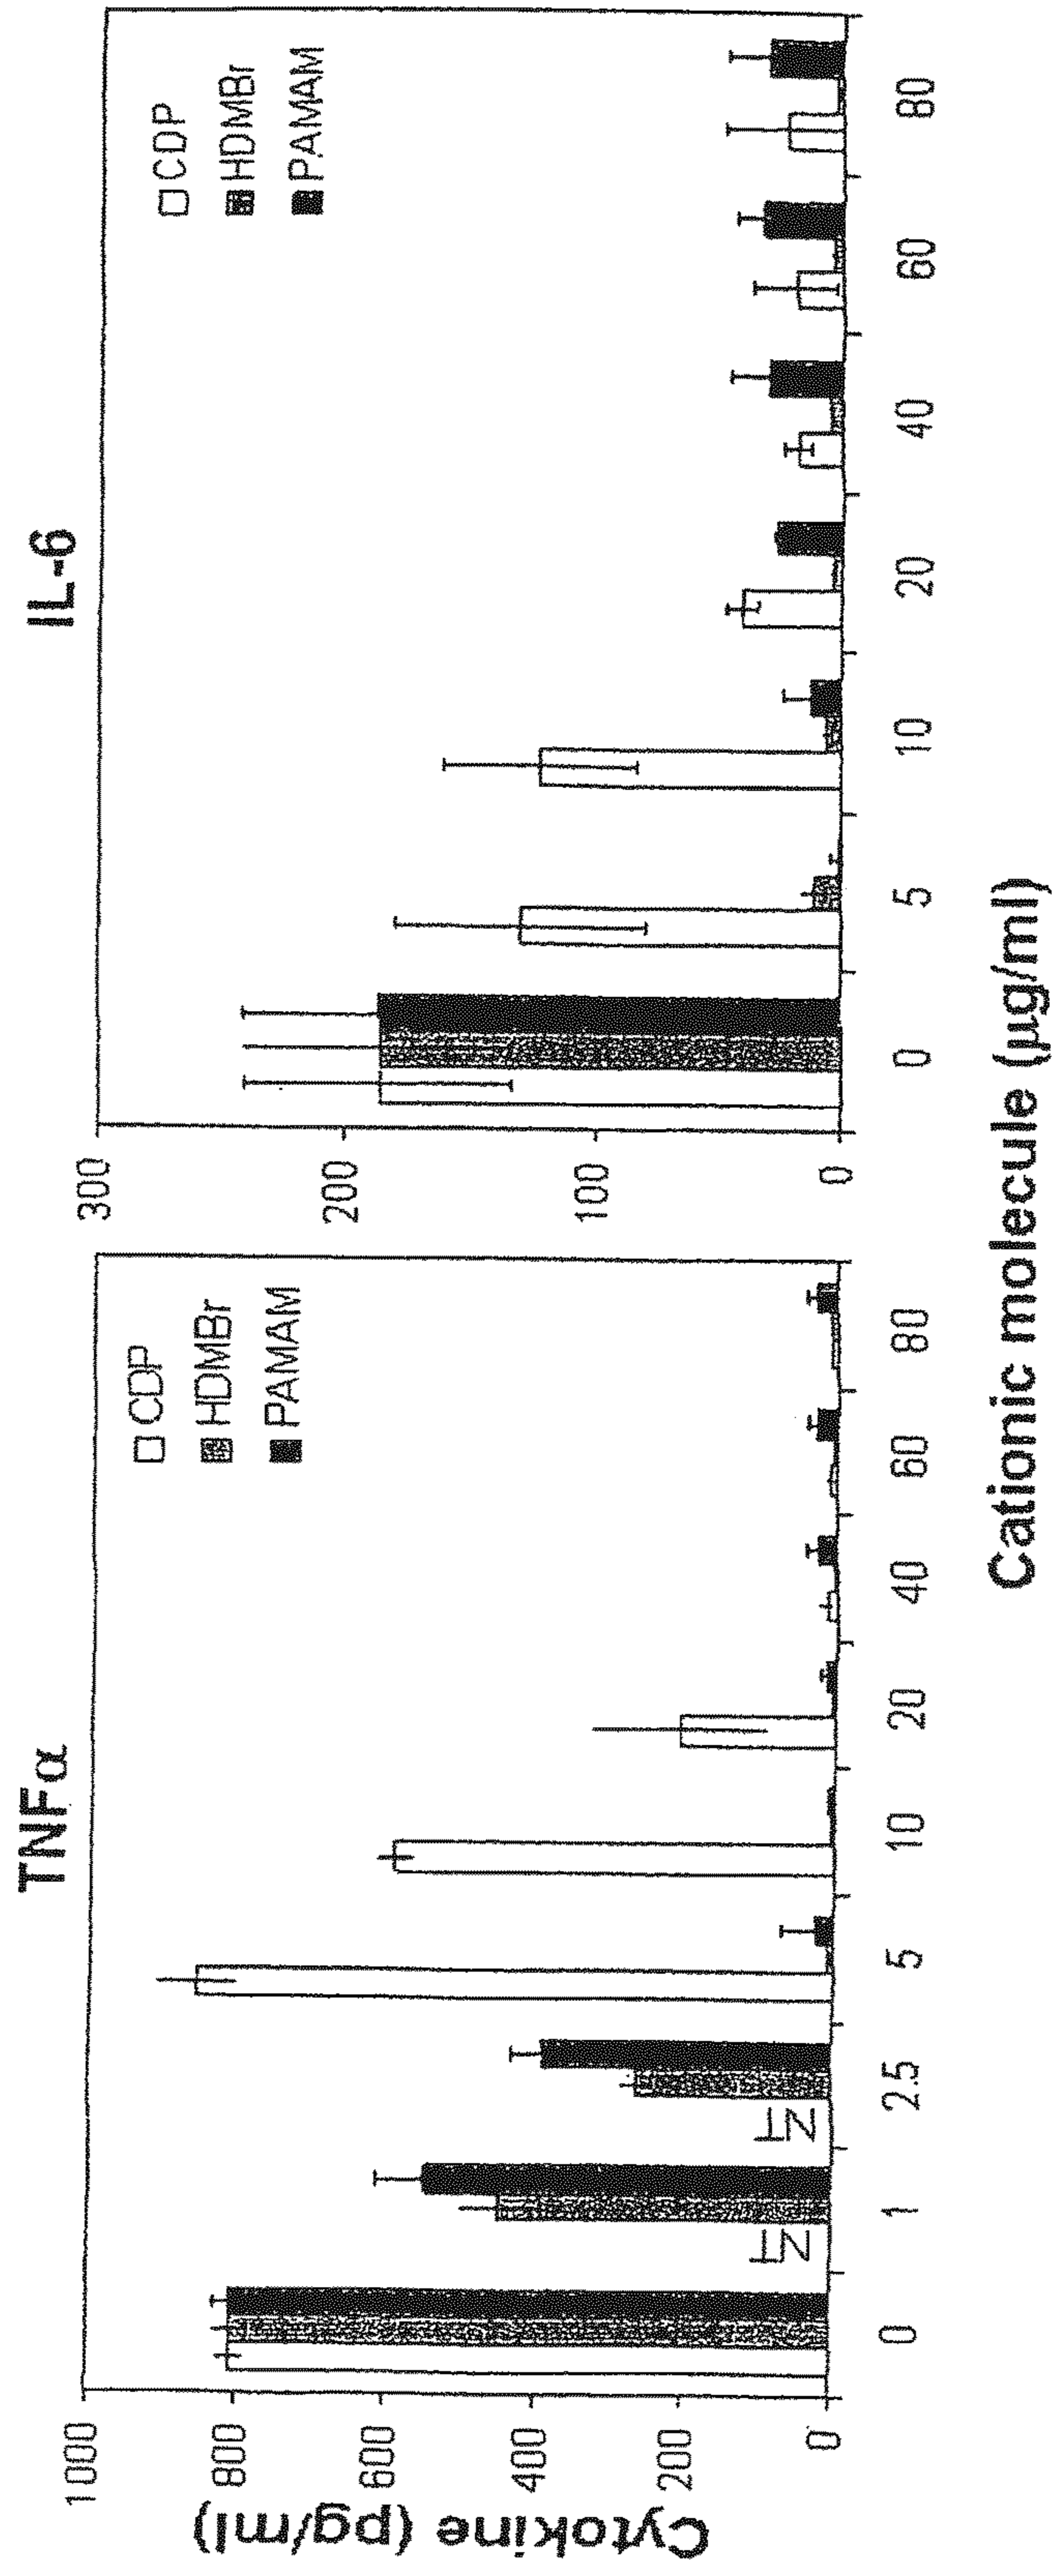 TNFα
Cytokine (pg/ml)
1000
800
600
400
200
0
CDP
HDMBr
PAMAM
NT
NT
0
1
2.5
5
10
20
40
60
80
IL-6
300
200
100
0
CDP
HDMBr
PAMAM
0
5
10
20
40
60
80
Cationic molecule (µg/ml)